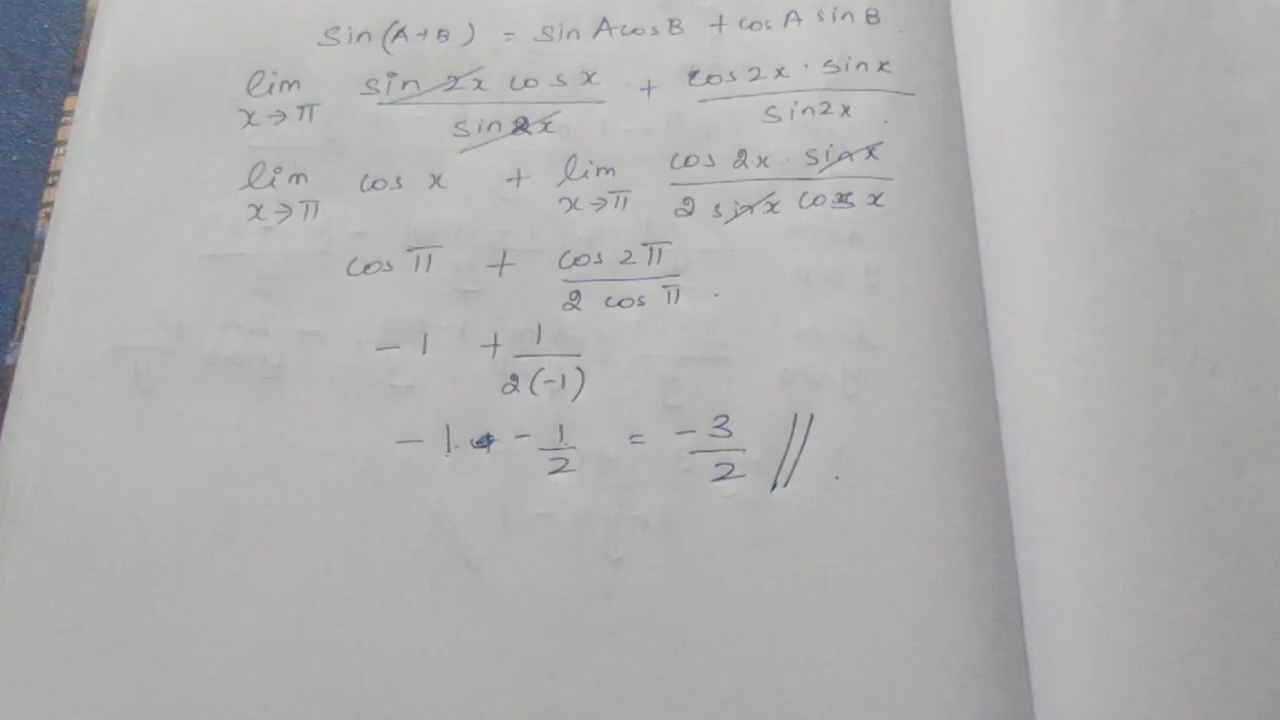 sin(A+B) = sin A cos B + cos A sin B
lim x→π sin 2x cos x / sin 2x + cos 2x · sin x / sin 2x
lim x→π cos x + lim x→π cos 2x · sin x / 2 sin x cos x
cos π + cos 2π / 2 cos π .
- 1 + 1 / 2(-1)
- 1 - 1/2 = -3/2 //